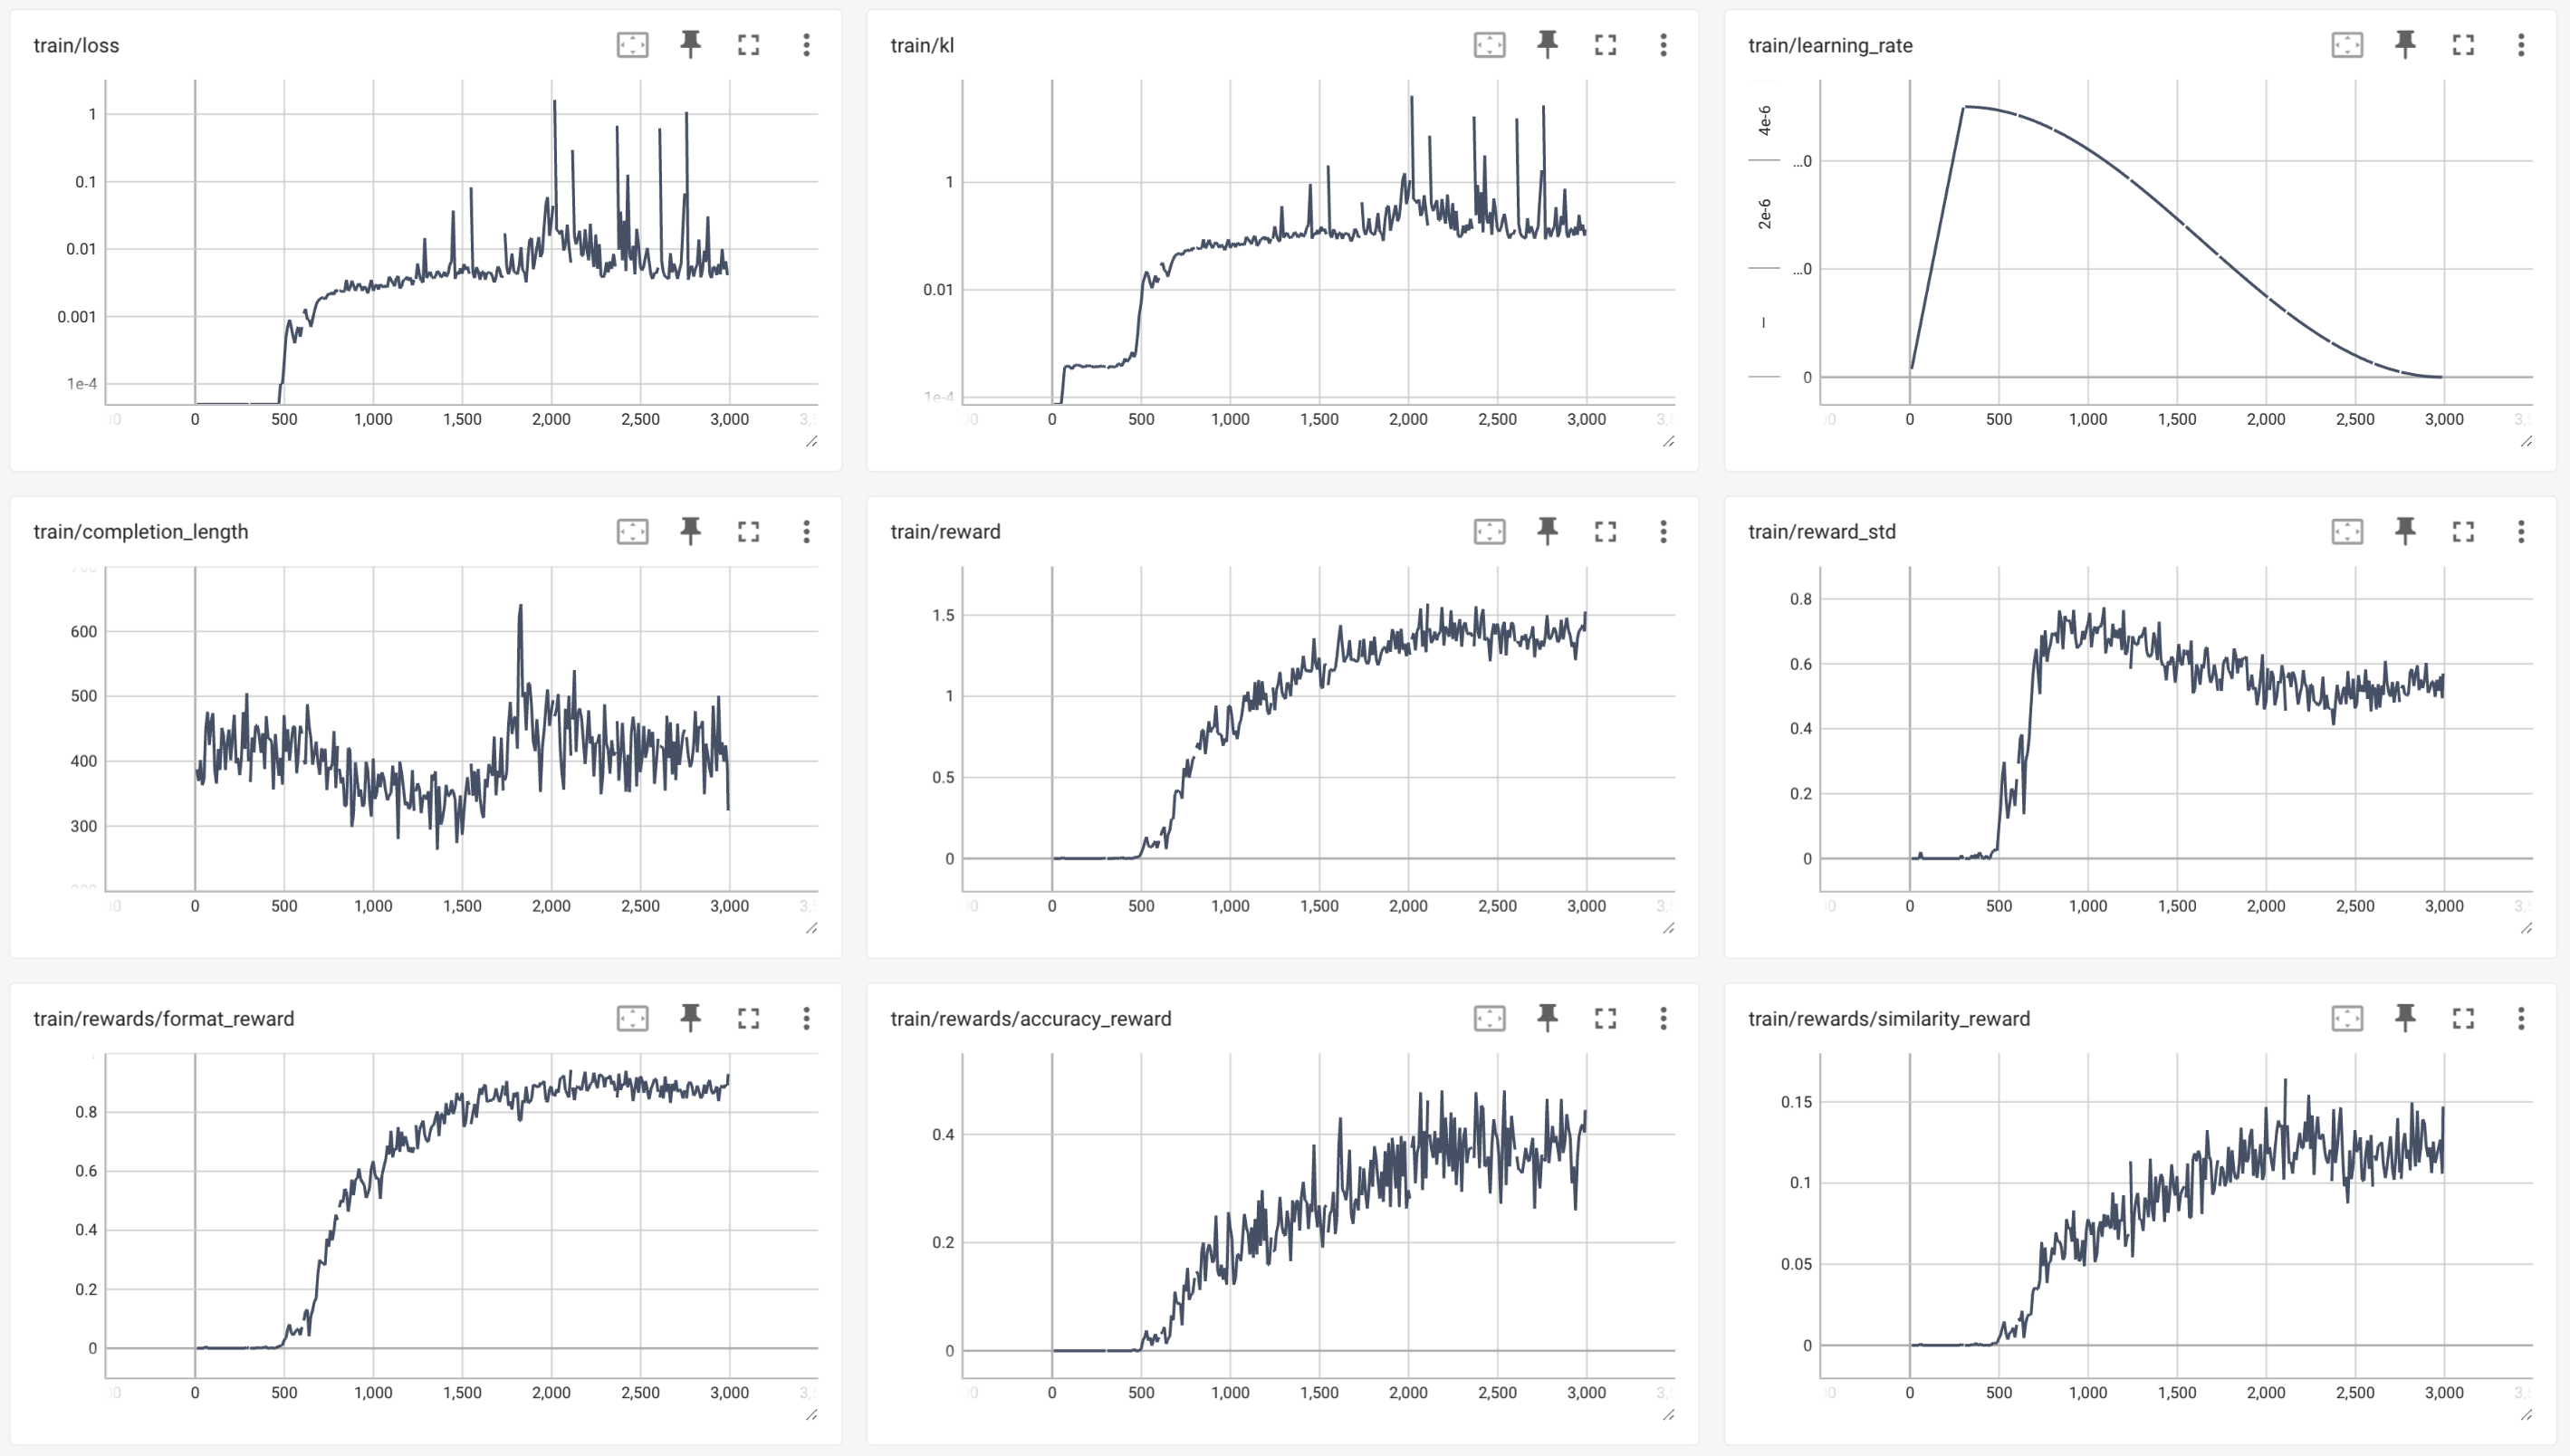 train/loss
1
0.1
0.01
0.001
1e-4
0 500 1,000 1,500 2,000 2,500 3,000
train/kl
1
0.01
1e-4
0 500 1,000 1,500 2,000 2,500 3,000
train/learning_rate
4e-6
...0
2e-6
...0
0
0 500 1,000 1,500 2,000 2,500 3,000
train/completion_length
600
500
400
300
0 500 1,000 1,500 2,000 2,500 3,000
train/reward
1.5
1
0.5
0
0 500 1,000 1,500 2,000 2,500 3,000
train/reward_std
0.8
0.6
0.4
0.2
0
0 500 1,000 1,500 2,000 2,500 3,000
train/rewards/format_reward
0.8
0.6
0.4
0.2
0
0 500 1,000 1,500 2,000 2,500 3,000
train/rewards/accuracy_reward
0.4
0.2
0
0 500 1,000 1,500 2,000 2,500 3,000
train/rewards/similarity_reward
0.15
0.1
0.05
0
0 500 1,000 1,500 2,000 2,500 3,000